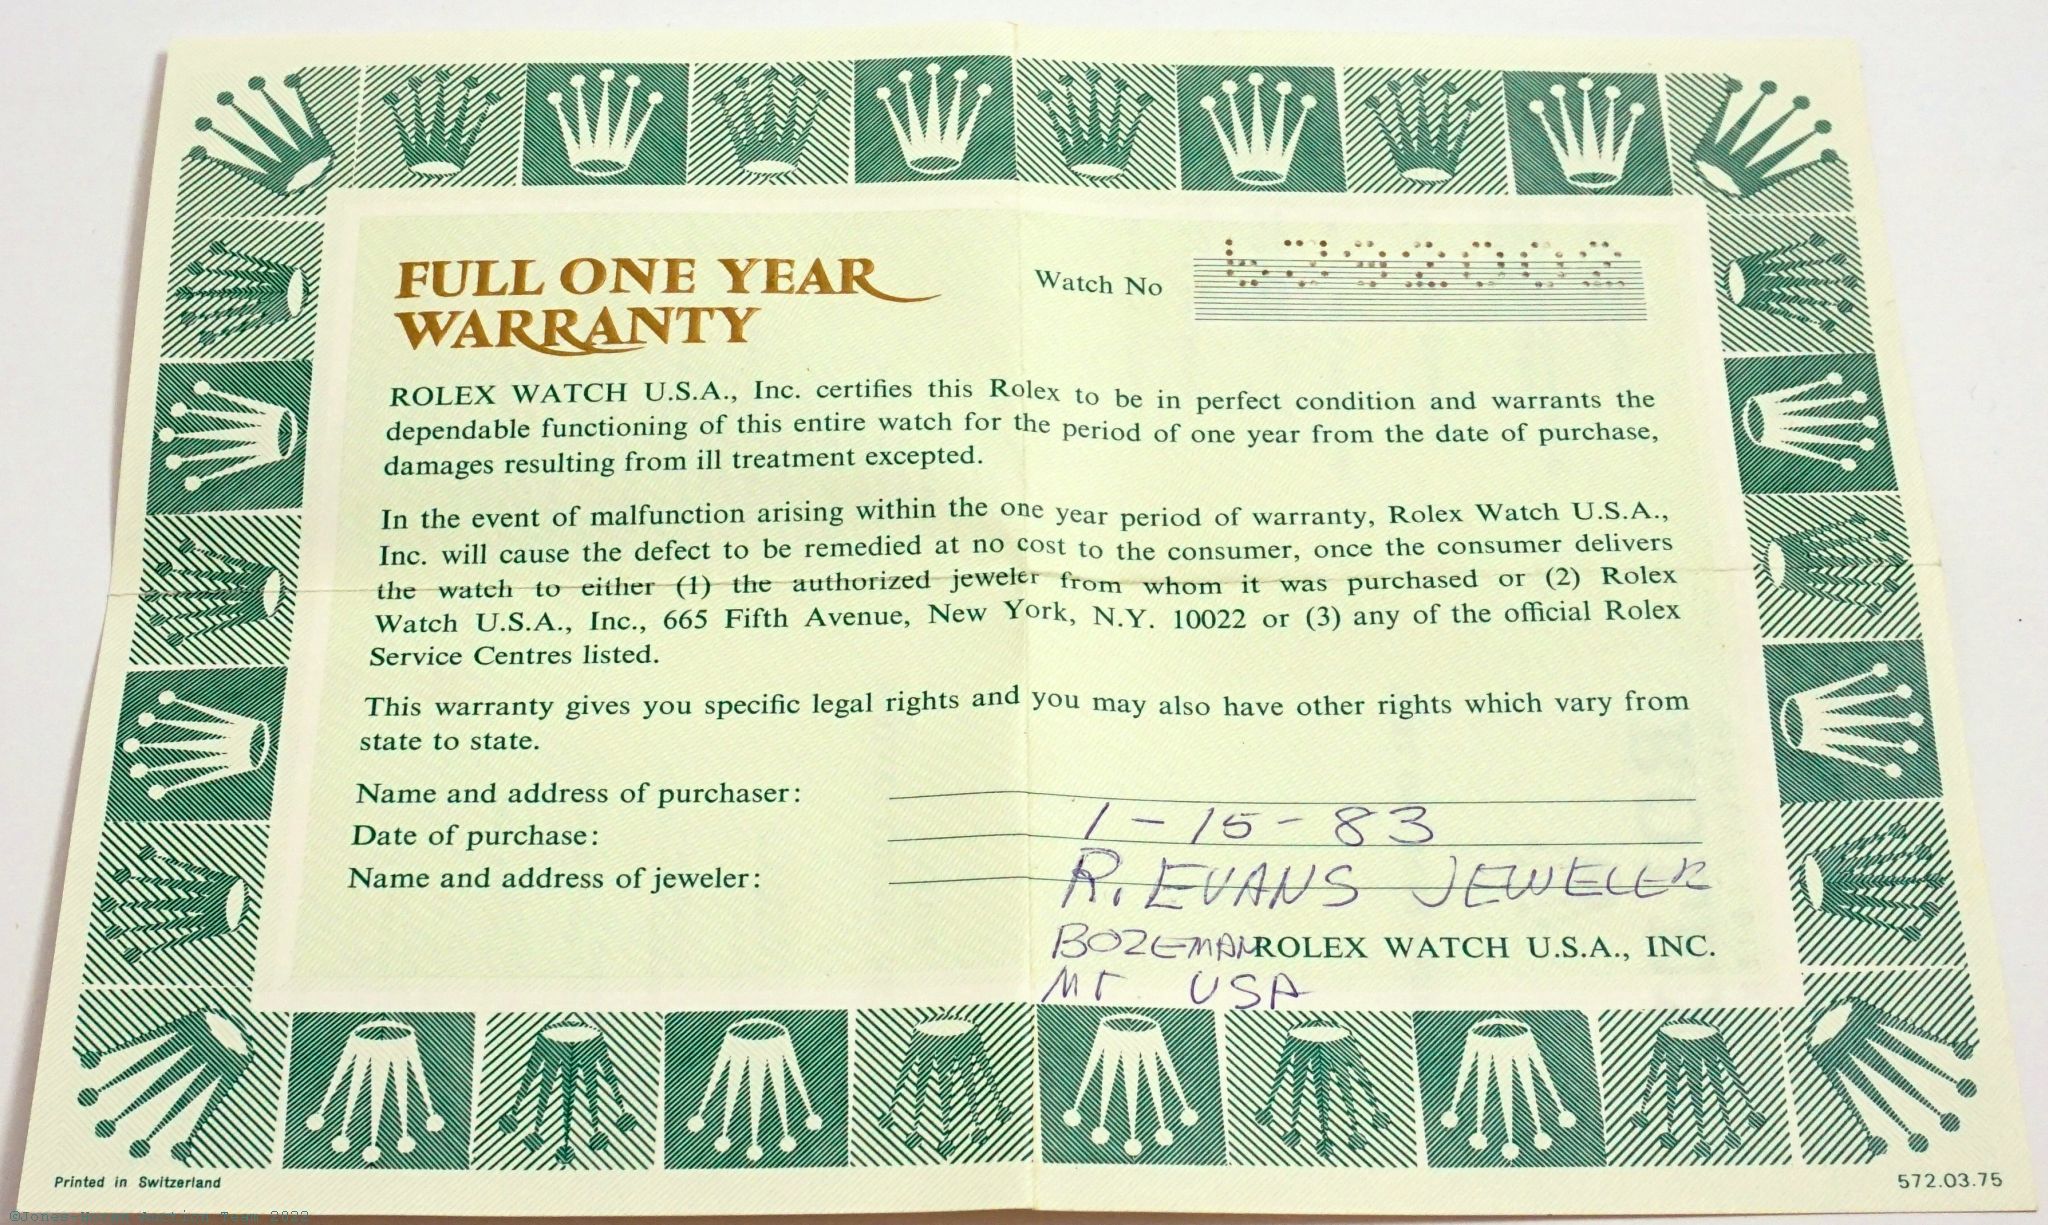 FULL ONE YEAR
WARRANTY
Watch No
ROLEX WATCH U.S.A., Inc. certifies this Rolex to be in perfect condition and warrants the
dependable functioning of this entire watch for the period of one year from the date of purchase,
damages resulting from ill treatment excepted.
In the event of malfunction arising within the one year period of warranty, Rolex Watch U.S.A.,
Inc. will cause the defect to be remedied at no cost to the consumer, once the consumer delivers
the watch to either (1) the authorized jeweler from whom it was purchased or (2) Rolex
Watch U.S.A., Inc., 665 Fifth Avenue, New York, N.Y. 10022 or (3) any of the official Rolex
Service Centres listed.
This warranty gives you specific legal rights and you may also have other rights which vary from
state to state.
Name and address of purchaser:
Date of purchase: 1-15-83
Name and address of jeweler: R. EVANS JEWELER
BOZEMAN ROLEX WATCH U.S.A., INC.
MT USA
Printed in Switzerland
572.03.75